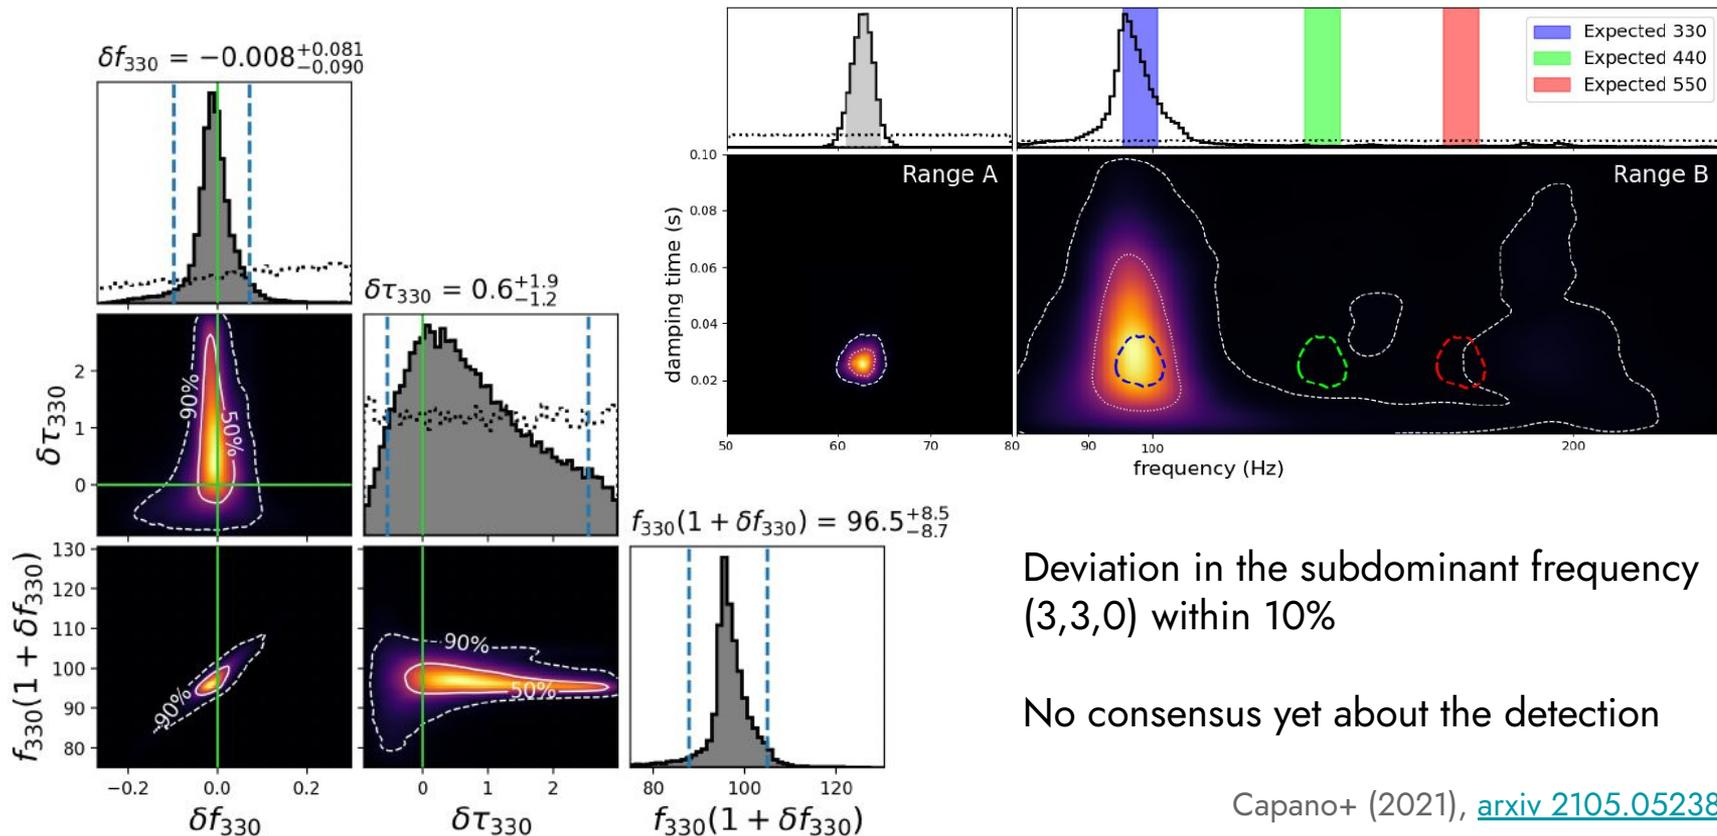 δf₃₃₀ = −0.008 +0.081 −0.090
δτ₃₃₀ = 0.6 +1.9 −1.2
f₃₃₀(1 + δf₃₃₀) = 96.5 +8.5 −8.7
δτ₃₃₀
2
1
0
90%
50%
f₃₃₀(1 + δf₃₃₀)
130
120
110
100
90
80
90%
90%
50%
−0.2 0.0 0.2
δf₃₃₀
0 1 2
δτ₃₃₀
80 100 120
f₃₃₀(1 + δf₃₃₀)
Expected 330
Expected 440
Expected 550
Range A
Range B
damping time (s)
0.10
0.08
0.06
0.04
0.02
50 60 70 80 90 100 200
frequency (Hz)
Deviation in the subdominant frequency
(3,3,0) within 10%
No consensus yet about the detection
Capano+ (2021), arxiv 2105.05238